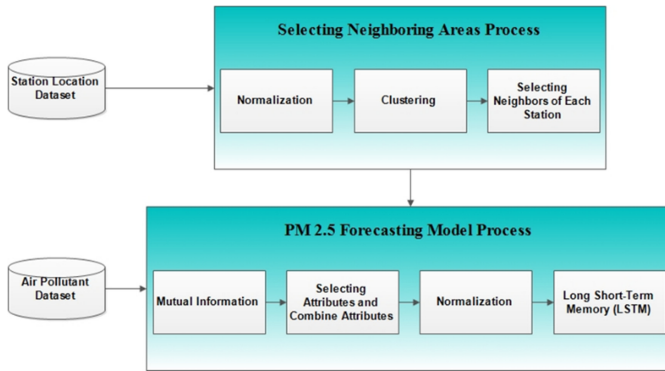 Selecting Neighboring Areas Process
Station Location
Dataset
Normalization
Clustering
Selecting
Neighbors of Each
Station
PM 2.5 Forecasting Model Process
Air Pollutant
Dataset
Mutual Information
Selecting
Attributes and
Combine Attributes
Normalization
Long Short-Term
Memory (LSTM)